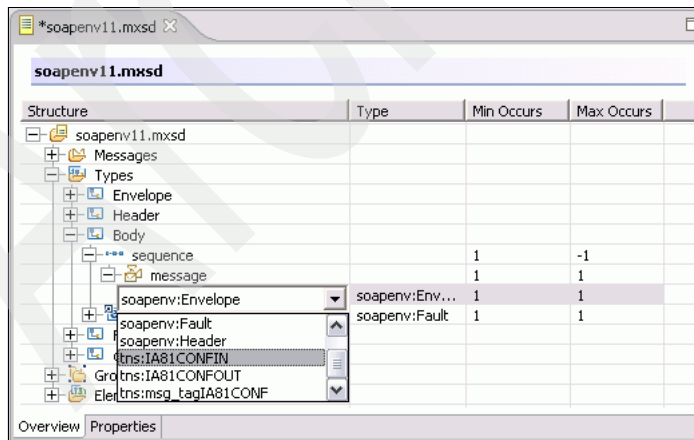 *soapenv11.mxsd
soapenv11.mxsd
Structure Type Min Occurs Max Occurs
soapenv11.mxsd
Messages
Types
Envelope
Header
Body
sequence 1 -1
message 1 1
soapenv:Envelope soapenv:Env... 1 1
soapenv:Fault soapenv:Fault 1 1
soapenv:Header
tns:IA81CONFIN
Gro tns:IA81CONFOUT
Eler tns:msg_tagIA81CONF
Overview Properties